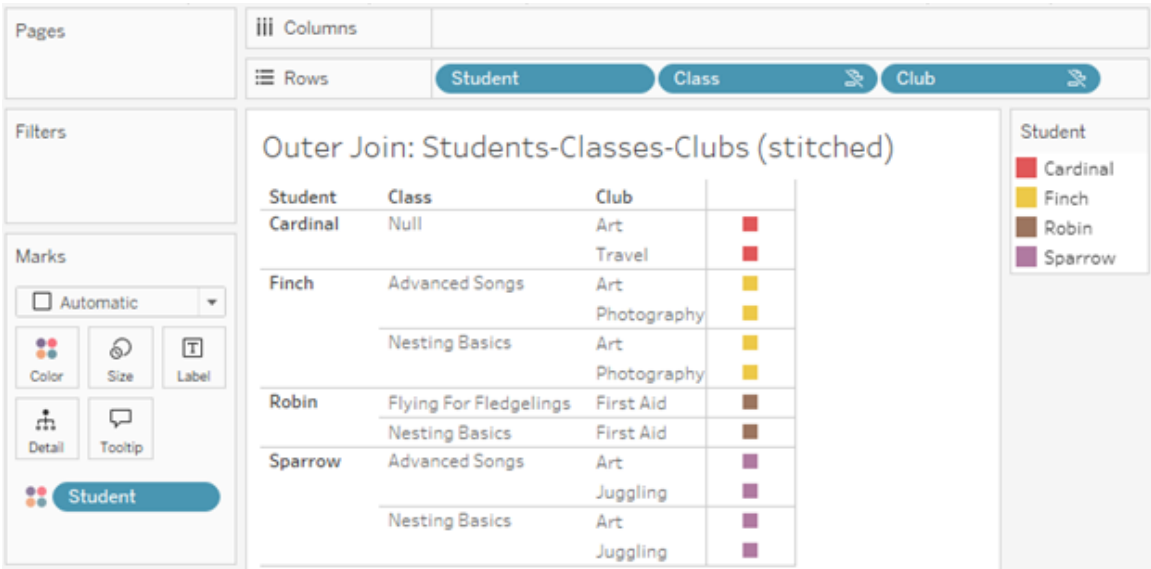 Pages
Columns
Rows Student Class Club
Filters
Outer Join: Students-Classes-Clubs (stitched)
Student Class Club
Cardinal Null Art
Travel
Finch Advanced Songs Art
Photography
Nesting Basics Art
Photography
Robin Flying For Fledgelings First Aid
Nesting Basics First Aid
Sparrow Advanced Songs Art
Juggling
Nesting Basics Art
Juggling
Marks
Automatic
Color Size Label
Detail Tooltip
Student
Student
Cardinal
Finch
Robin
Sparrow